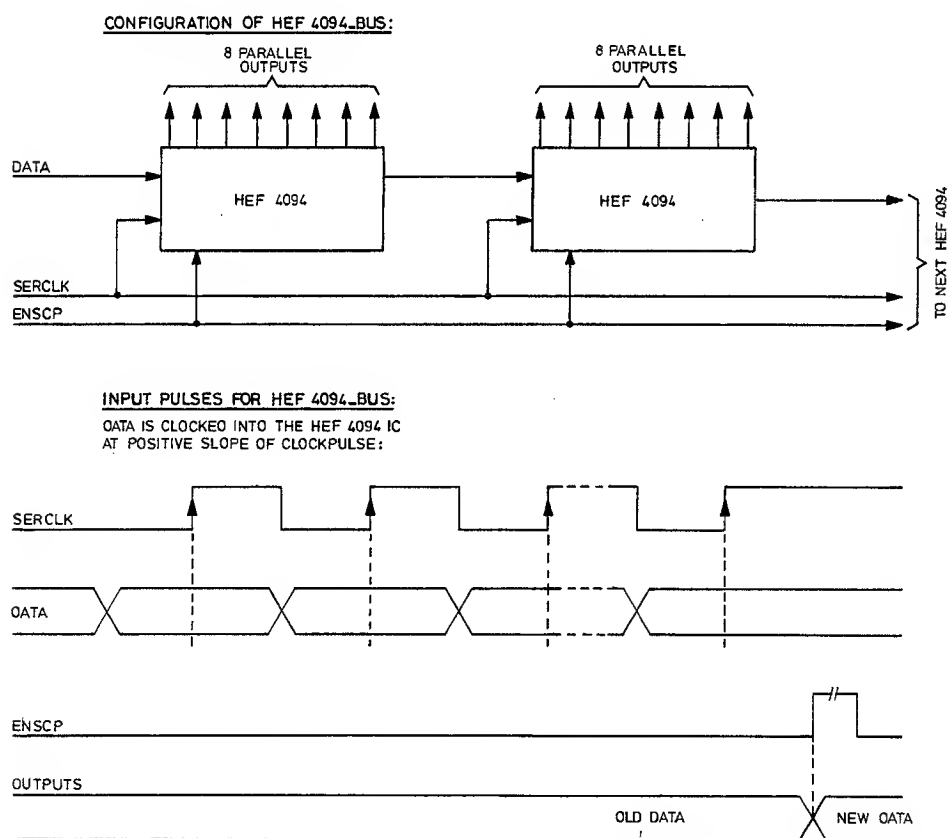 CONFIGURATION OF HEF 4094_BUS:
8 PARALLEL
OUTPUTS
8 PARALLEL
OUTPUTS
DATA
HEF 4094
HEF 4094
TO NEXT HEF 4094
SERCLK
ENSCP
INPUT PULSES FOR HEF 4094_BUS:
OATA IS CLOCKEO INTO THE HEF 4094 IC
AT POSITIVE SLOPE OF CLOCKPULSE:
SERCLK
OATA
ENSCP
OUTPUTS
OLD DATA
NEW OATA